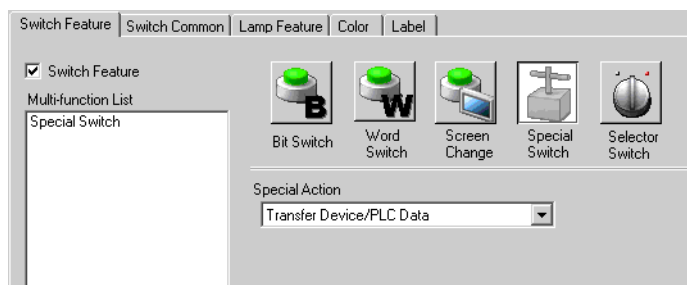 Switch Feature
Switch Common
Lamp Feature
Color
Label
Switch Feature
Multi-function List
Special Switch
B
Bit Switch
W
Word
Switch
Screen
Change
Special
Switch
Selector
Switch
Special Action
Transfer Device/PLC Data